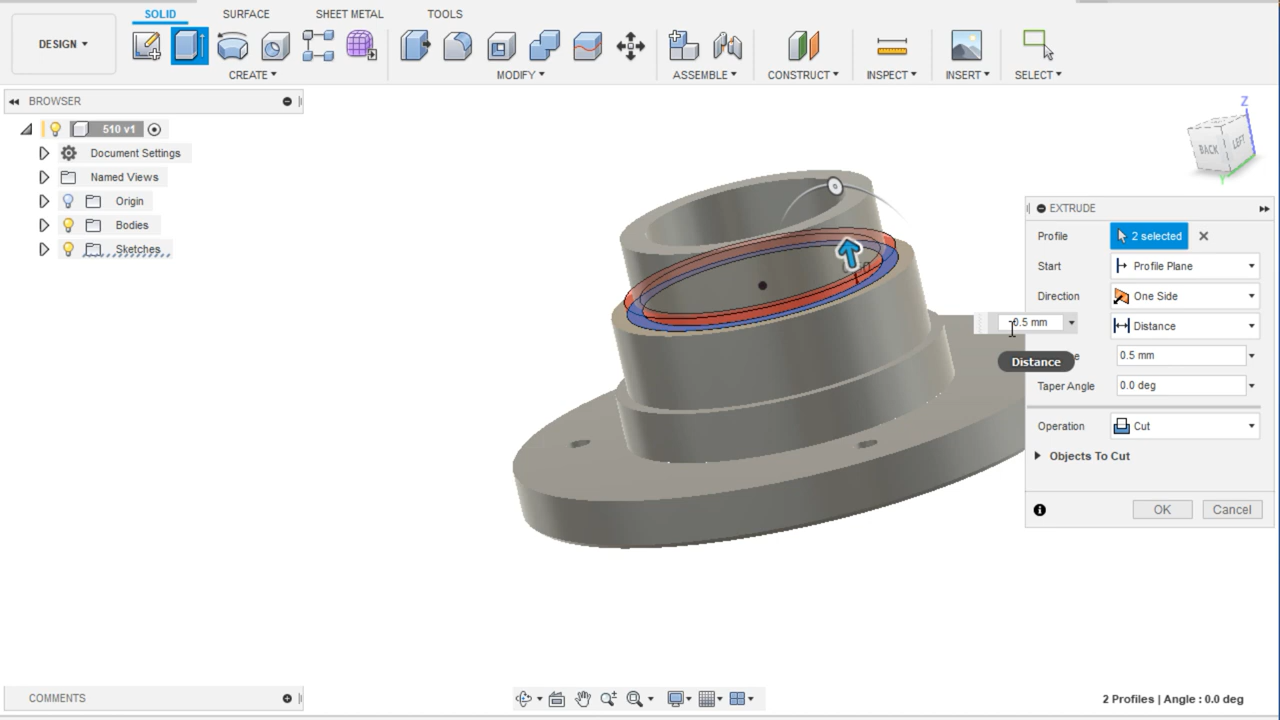 SOLID SURFACE SHEET METAL TOOLS
DESIGN
CREATE MODIFY ASSEMBLE CONSTRUCT INSPECT INSERT SELECT
BROWSER
510 v1
Document Settings
Named Views
Origin
Bodies
Sketches
Z
BACK LEFT
Y
EXTRUDE
Profile 2 selected
Start Profile Plane
Direction One Side
0.5 mm
Distance
Distance
0.5 mm
Taper Angle 0.0 deg
Operation Cut
Objects To Cut
OK Cancel
COMMENTS
2 Profiles | Angle : 0.0 deg